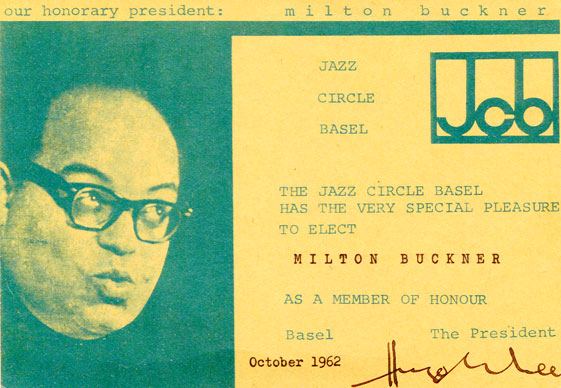 our honorary president: milton buckner
JAZZ
CIRCLE
BASEL
Jcb
THE JAZZ CIRCLE BASEL
HAS THE VERY SPECIAL PLEASURE
TO ELECT
MILTON BUCKNER
AS A MEMBER OF HONOUR
Basel The President
October 1962